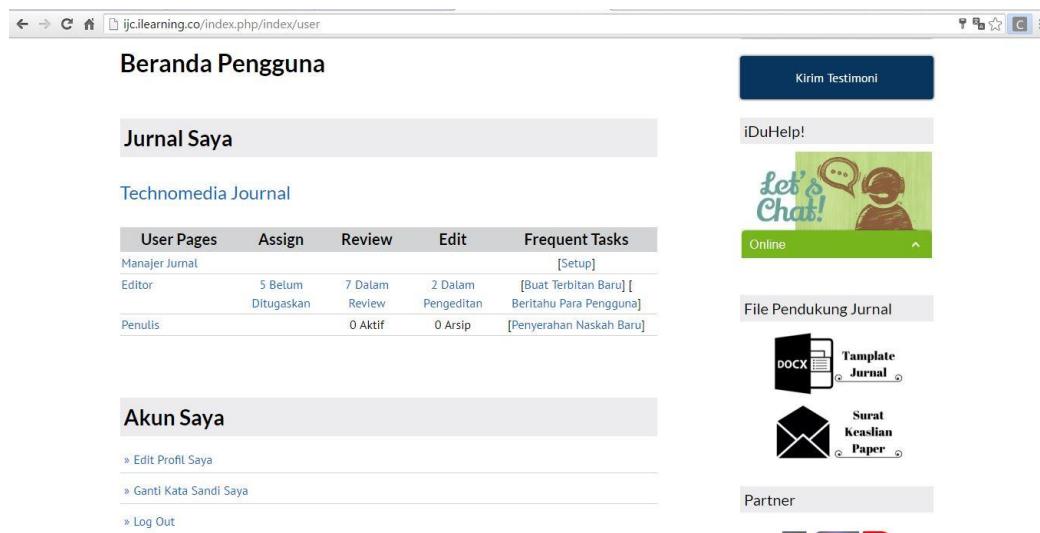 ijc.ilearning.co/index.php/index/user
Beranda Pengguna
Jurnal Saya
Technomedia Journal
User Pages Assign Review Edit Frequent Tasks
Manajer Jurnal [Setup]
Editor 5 Belum Ditugaskan 7 Dalam Review 2 Dalam Pengeditan [Buat Terbitan Baru] [ Beritahu Para Pengguna]
Penulis 0 Aktif 0 Arsip [Penyerahan Naskah Baru]
Akun Saya
» Edit Profil Saya
» Ganti Kata Sandi Saya
» Log Out
Kirim Testimoni
iDuHelp!
Let's
Chat!
Online
File Pendukung Jurnal
DOCX
Tamplate
Jurnal
Surat
Keaslian
Paper
Partner